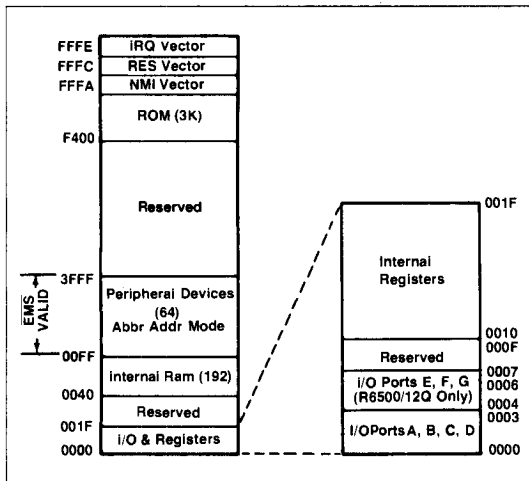 FFFE IRQ Vector
FFFC RES Vector
FFFA NMI Vector
ROM (3K)
F400
Reserved
3FFF
EMS
VALID
Peripheral Devices
(64)
Abbr Addr Mode
00FF
Internal Ram (192)
0040
Reserved
001F
I/O & Registers
0000
001F
Internal
Registers
0010
000F
Reserved
0007
I/O Ports E, F, G 0006
(R6500/12Q Only)
0004
0003
I/OPorts A, B, C, D
0000